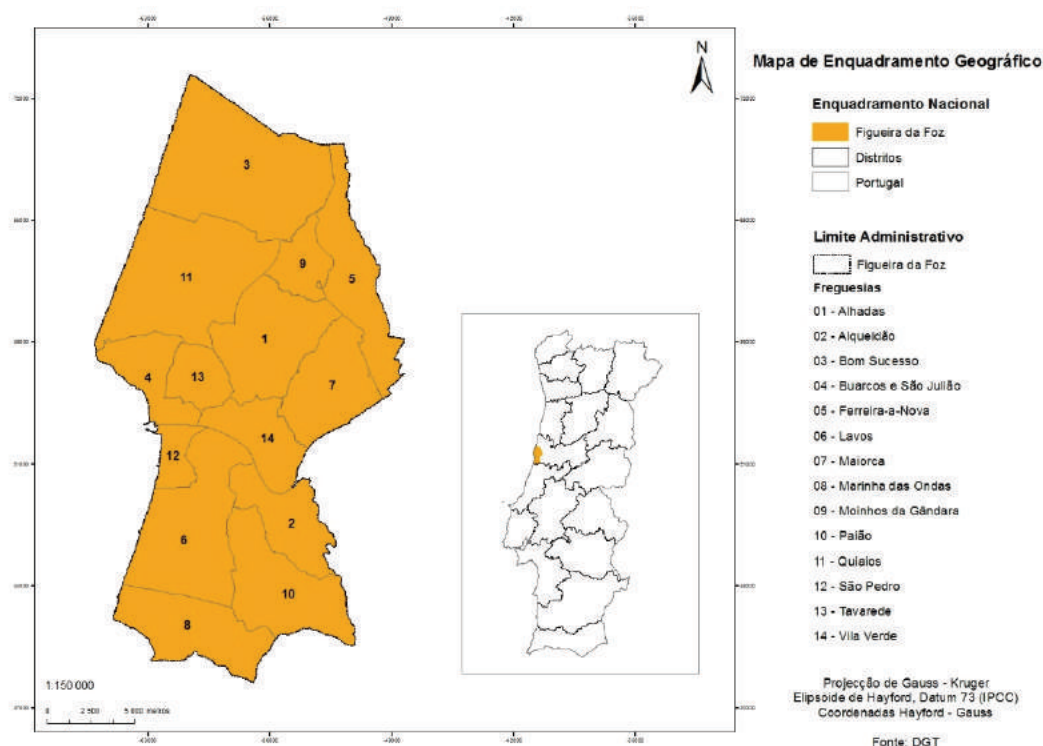 N
Mapa de Enquadramento Geográfico
Enquadramento Nacional
Figueira da Foz
Distritos
Portugal
Limite Administrativo
Figueira da Foz
Freguesias
01 - Alhadas
02 - Alqueidão
03 - Bom Sucesso
04 - Buarcos e São Julião
05 - Ferreira-a-Nova
06 - Lavos
07 - Maiorca
08 - Marinha das Ondas
09 - Moinhos da Gândara
10 - Paião
11 - Quiaios
12 - São Pedro
13 - Tavarede
14 - Vila Verde
Projecção de Gauss - Kruger
Elipsoide de Hayford, Datum 73 (IPCC)
Coordenadas Hayford - Gauss
Fonte: DGT
3
9
5
11
1
4
13
7
14
12
2
6
10
8
1:150 000
0 2 500 5 000 metros